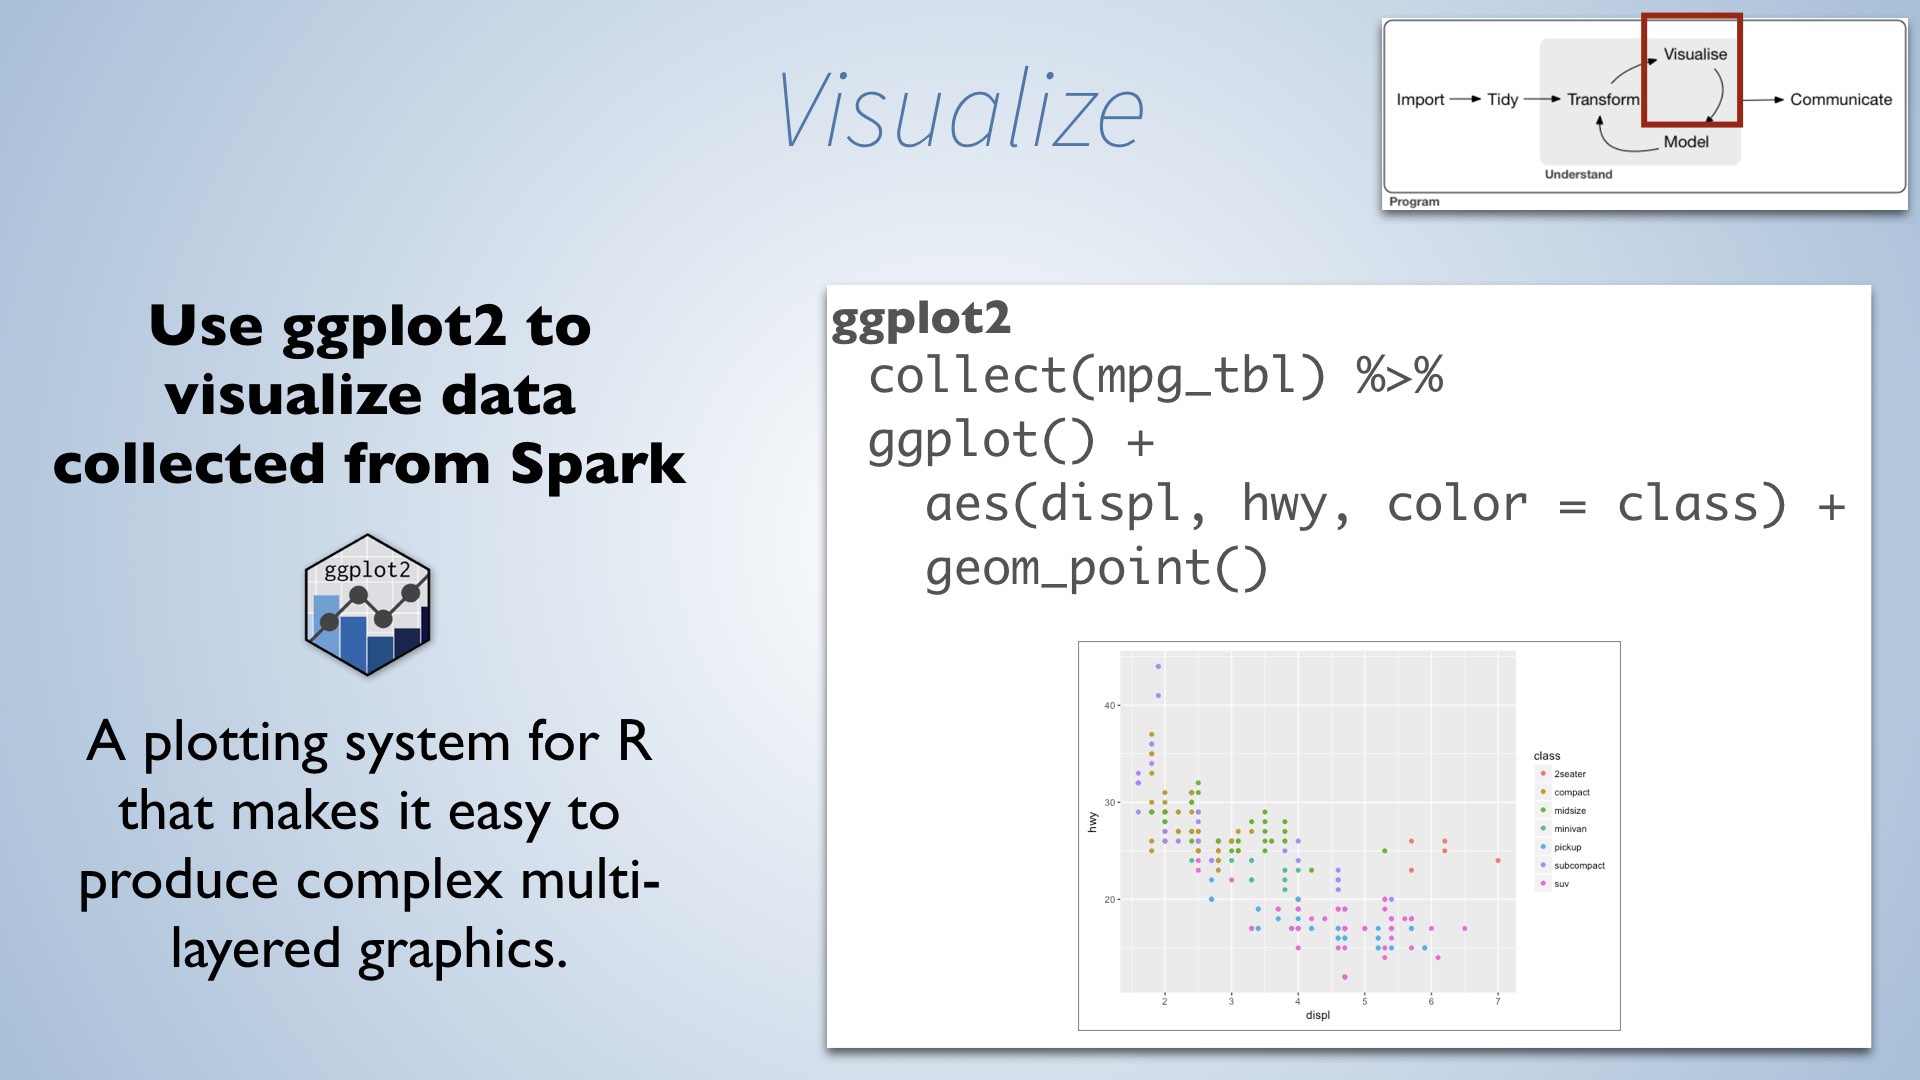 Visualize
Import
Tidy
Transform
Visualise
Model
Communicate
Understand
Program
Use ggplot2 to
visualize data
collected from Spark
ggplot2
A plotting system for R
that makes it easy to
produce complex multi-
layered graphics.
ggplot2
collect(mpg_tbl) %>%
ggplot() +
aes(displ, hwy, color = class) +
geom_point()
40
30
20
hwy
2 3 4 5 6 7
displ
class
2seater
compact
midsize
minivan
pickup
subcompact
suv